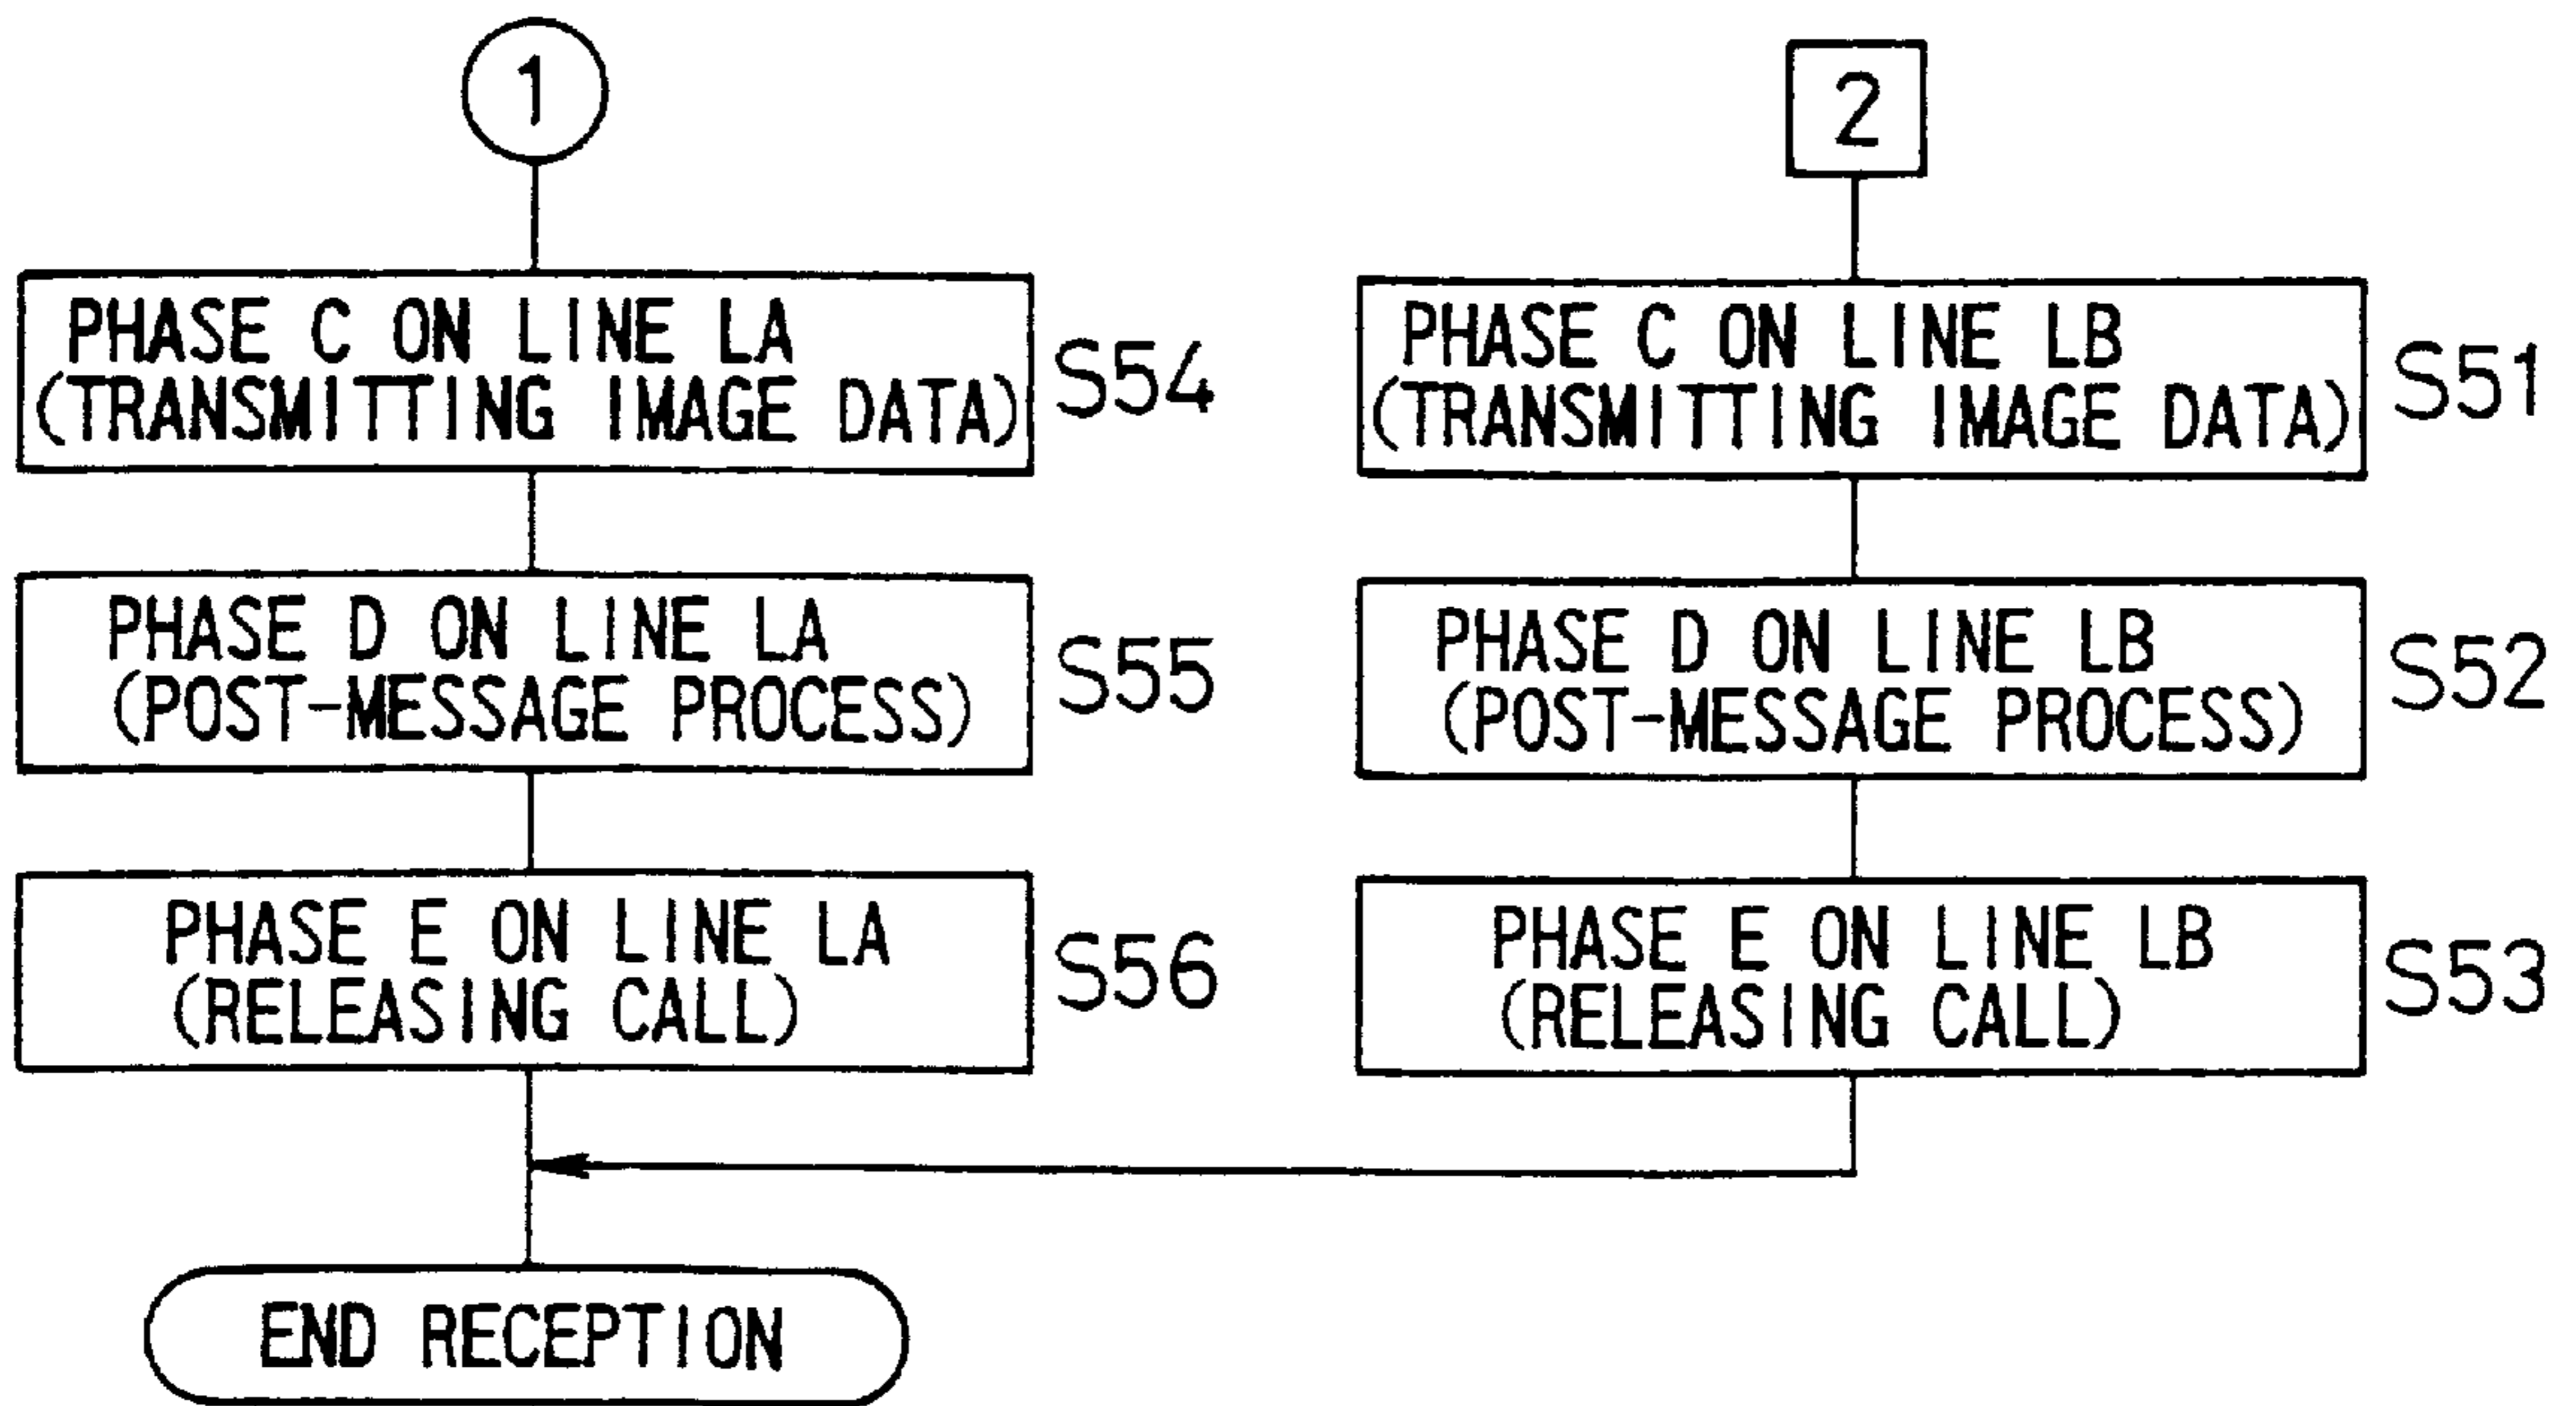 1
PHASE C ON LINE LA
(TRANSMITTING IMAGE DATA)
S54
PHASE D ON LINE LA
(POST-MESSAGE PROCESS)
S55
PHASE E ON LINE LA
(RELEASING CALL)
S56
END RECEPTION
2
PHASE C ON LINE LB
(TRANSMITTING IMAGE DATA)
S51
PHASE D ON LINE LB
(POST-MESSAGE PROCESS)
S52
PHASE E ON LINE LB
(RELEASING CALL)
S53